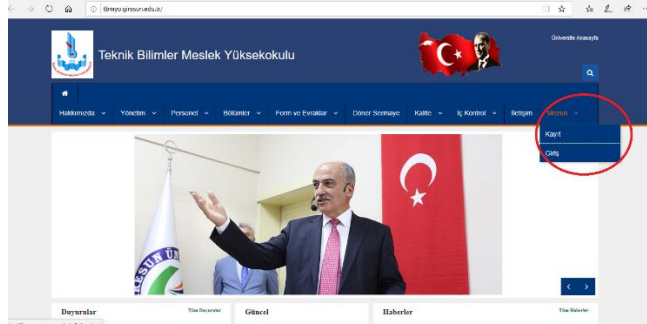 tbmyo.giresun.edu.tr/
Teknik Bilimler Meslek Yüksekokulu
Üniversite Anasayfa
Hakkımızda
Yönetim
Personel
Bölümler
Form ve Evraklar
Döner Sermaye
Kalite
İç Kontrol
İletişim
Mezun
Kayıt
Giriş
Duyurular
Tüm Duyurular
Güncel
Haberler
Tüm Haberler